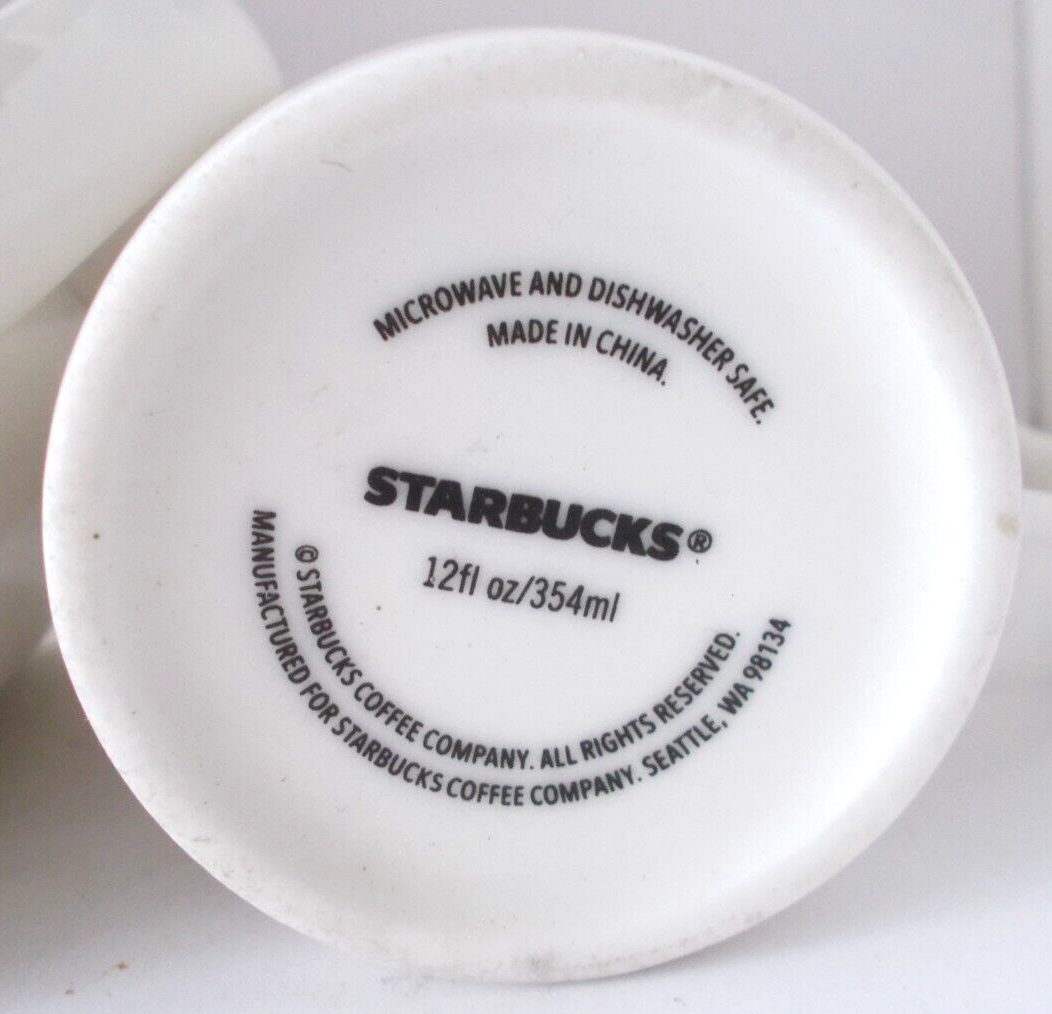 MICROWAVE AND DISHWASHER SAFE.
MADE IN CHINA.
STARBUCKS®
12fl oz/354ml
© STARBUCKS COFFEE COMPANY. ALL RIGHTS RESERVED.
MANUFACTURED FOR STARBUCKS COFFEE COMPANY. SEATTLE, WA 98134